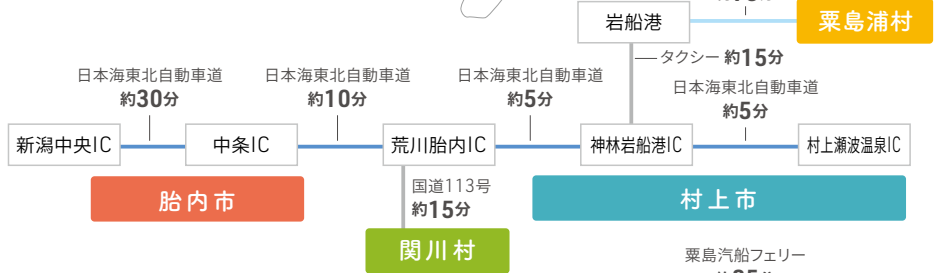 岩船港
粟島浦村
タクシー 約15分
日本海東北自動車道
約30分
日本海東北自動車道
約10分
日本海東北自動車道
約5分
日本海東北自動車道
約5分
新潟中央IC
中条IC
荒川胎内IC
神林岩船港IC
村上瀬波温泉IC
胎内市
国道113号
約15分
村上市
関川村
粟島汽船フェリー